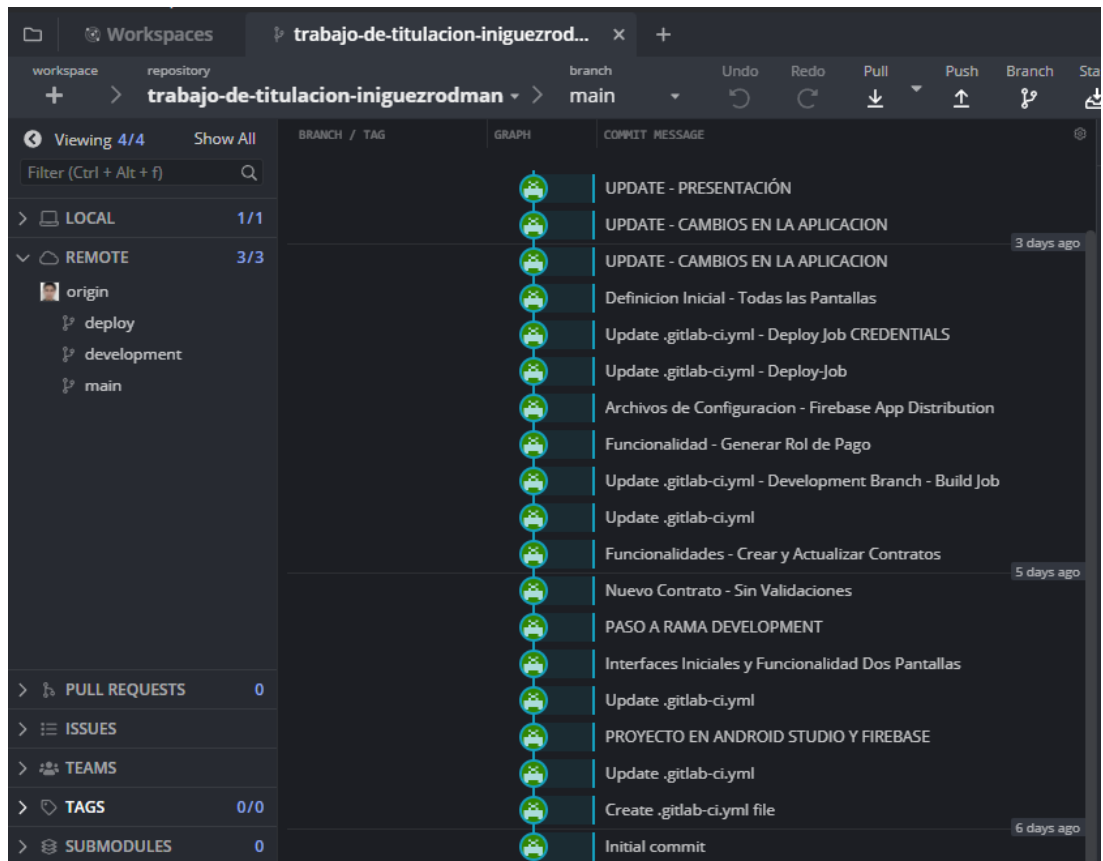 Workspaces
trabajo-de-titulacion-iniguezrod... × +
workspace repository branch Undo Redo Pull Push Branch Sta
+ > trabajo-de-titulacion-iniguezrodman > main
Viewing 4/4 Show All
BRANCH / TAG GRAPH COMMIT MESSAGE
Filter (Ctrl + Alt + f)
LOCAL 1/1
REMOTE 3/3
origin
deploy
development
main
PULL REQUESTS 0
ISSUES
TEAMS
TAGS 0/0
SUBMODULES 0
UPDATE - PRESENTACIÓN
UPDATE - CAMBIOS EN LA APLICACION
3 days ago
UPDATE - CAMBIOS EN LA APLICACION
Definicion Inicial - Todas las Pantallas
Update .gitlab-ci.yml - Deploy Job CREDENTIALS
Update .gitlab-ci.yml - Deploy-Job
Archivos de Configuracion - Firebase App Distribution
Funcionalidad - Generar Rol de Pago
Update .gitlab-ci.yml - Development Branch - Build Job
Update .gitlab-ci.yml
Funcionalidades - Crear y Actualizar Contratos
5 days ago
Nuevo Contrato - Sin Validaciones
PASO A RAMA DEVELOPMENT
Interfaces Iniciales y Funcionalidad Dos Pantallas
Update .gitlab-ci.yml
PROYECTO EN ANDROID STUDIO Y FIREBASE
Update .gitlab-ci.yml
Create .gitlab-ci.yml file
6 days ago
Initial commit